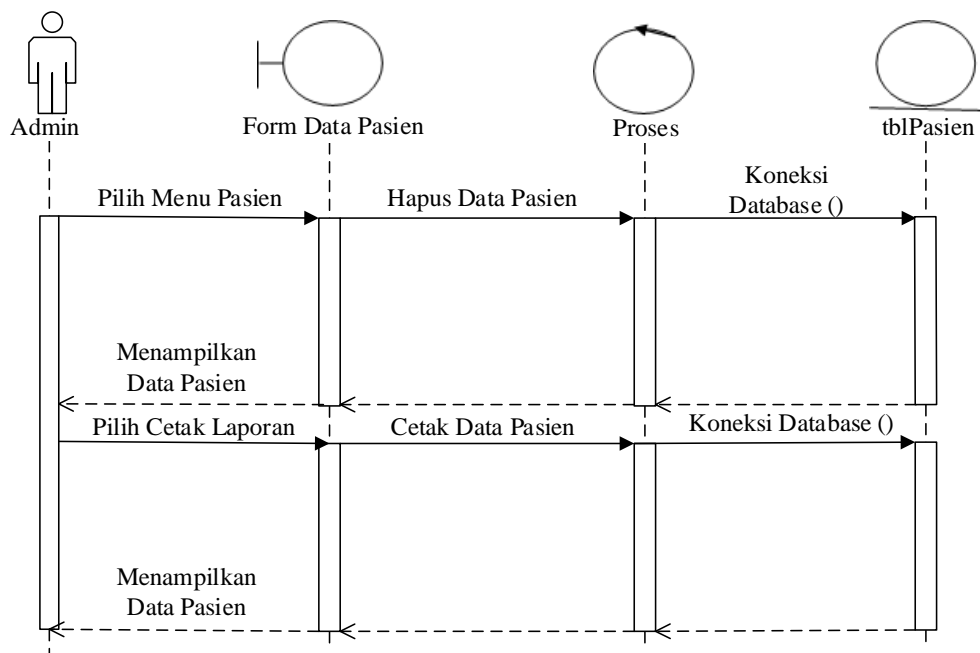 Admin
Form Data Pasien
Proses
tblPasien
Pilih Menu Pasien
Hapus Data Pasien
Koneksi
Database ()
Menampilkan
Data Pasien
Pilih Cetak Laporan
Cetak Data Pasien
Koneksi Database ()
Menampilkan
Data Pasien